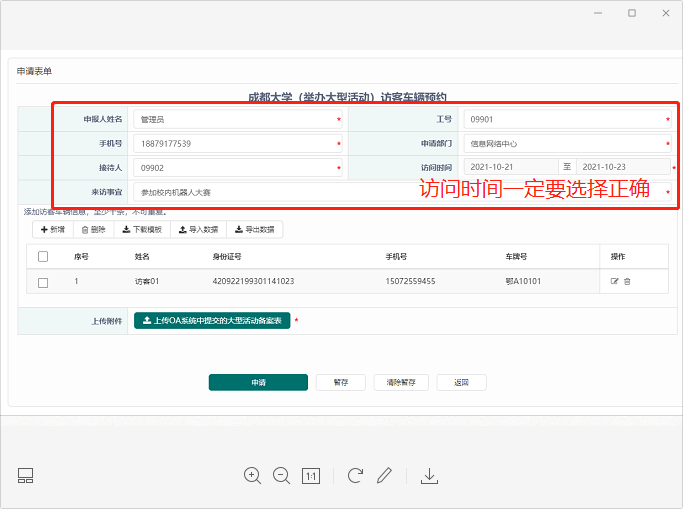 申请表单
成都大学（举办大型活动）访客车辆预约
申报人姓名 管理员 * 工号 09901 *
手机号 18879177539 * 申请部门 信息网络中心 *
接待人 09902 * 访问时间 2021-10-21 至 2021-10-23 *
来访事宜 参加校内机器人大赛
访问时间一定要选择正确 *
添加访客车辆信息，至少十条，不可重复。
新增 删除 下载模板 导入数据 导出数据
序号 姓名 身份证号 手机号 车牌号 操作
1 访客01 420922199301141023 15072559455 鄂A10101
上传附件 上传OA系统中提交的大型活动备案表 *
申请 暂存 清除暂存 返回
1:1